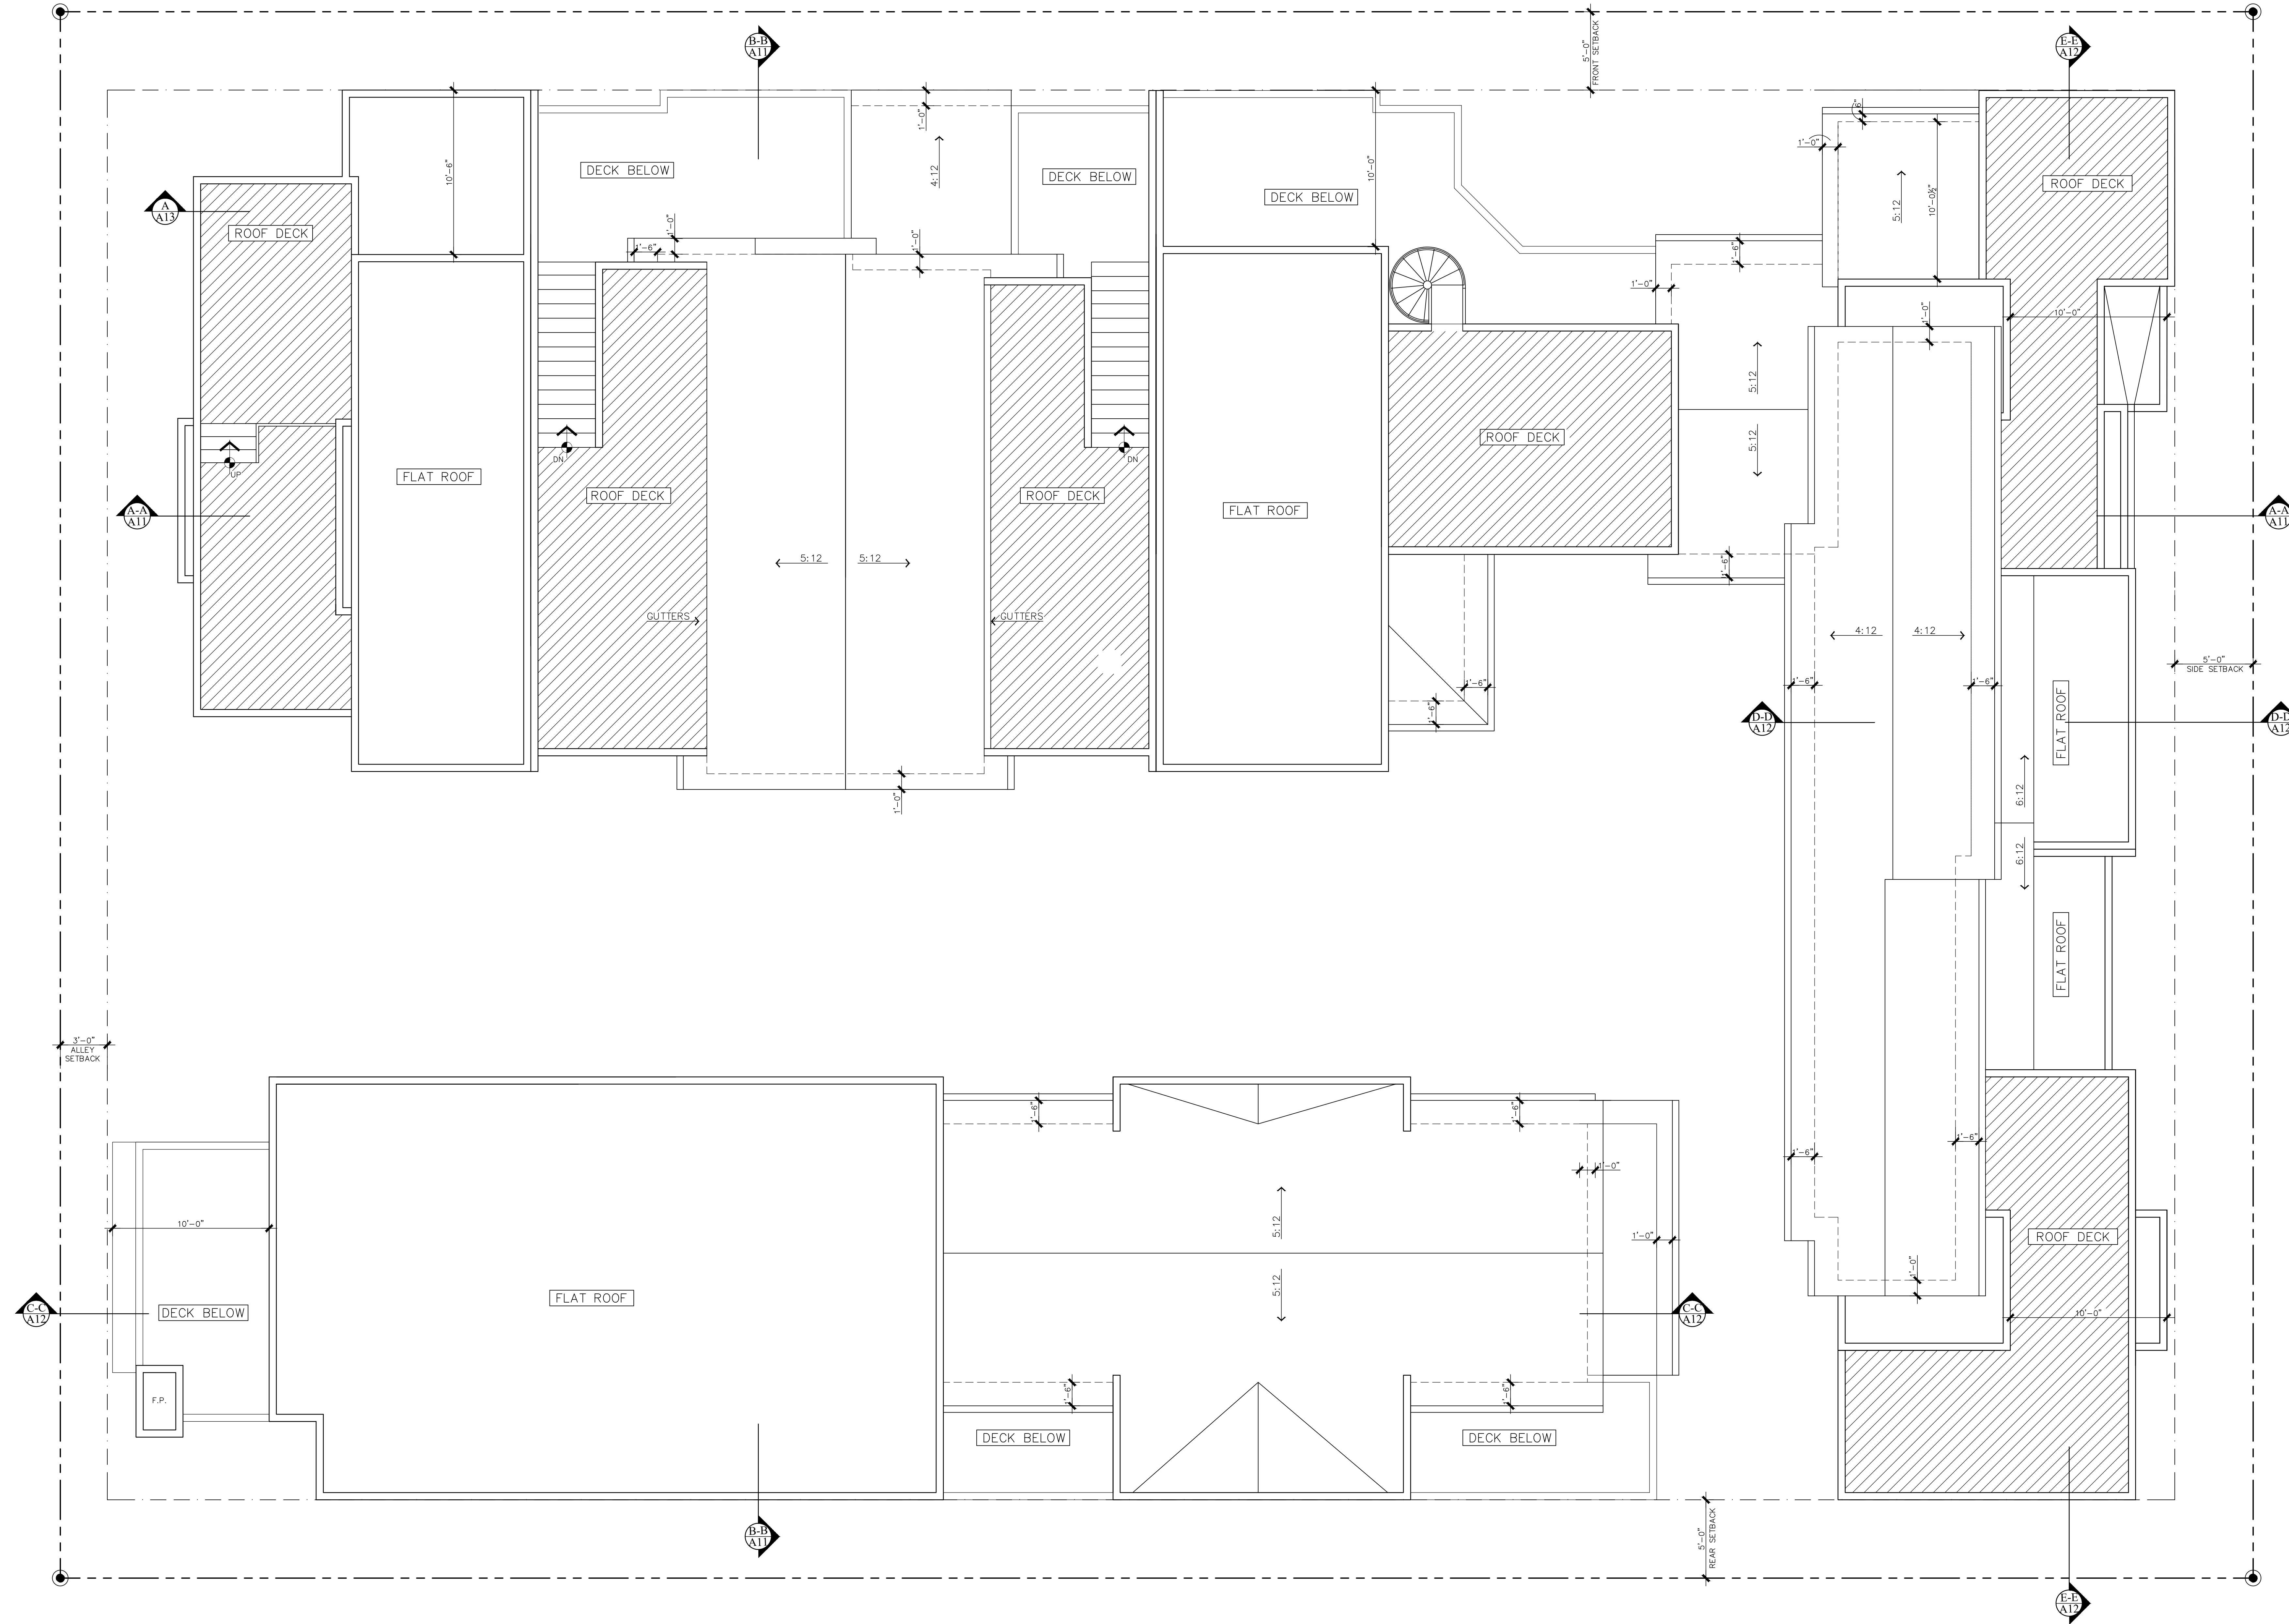 B-B
A11
5'-0"
FRONT SETBACK
E-E
A12
1'-0"
6"
10'-6"
DECK BELOW
4:12
DECK BELOW
10'-0"
1'-0"
5:12
10'-0½"
ROOF DECK
DECK BELOW
A
A13
ROOF DECK
1'-6"
1'-0"
1'-0"
1'-6"
1'-0"
1'-0"
10'-0"
5:12
5:12
ROOF DECK
DN
DN
UP
FLAT ROOF
ROOF DECK
ROOF DECK
FLAT ROOF
A-A
A11
A-A
A11
5:12
5:12
1'-6"
GUTTERS
GUTTERS
4:12
4:12
5'-0"
SIDE SETBACK
1'-6"
1'-6"
1'-6"
1'-6"
FLAT ROOF
D-D
A12
D-D
A12
1'-0"
6:12
6:12
FLAT ROOF
3'-0"
ALLEY
SETBACK
1'-6"
1'-6"
1'-6"
1'-6"
1'-0"
10'-0"
5:12
1'-0"
ROOF DECK
1'-0"
5:12
FLAT ROOF
C-C
A12
DECK BELOW
C-C
A12
10'-0"
1'-6"
1'-6"
F.P.
DECK BELOW
DECK BELOW
B-B
A11
5'-0"
REAR SETBACK
E-E
A12